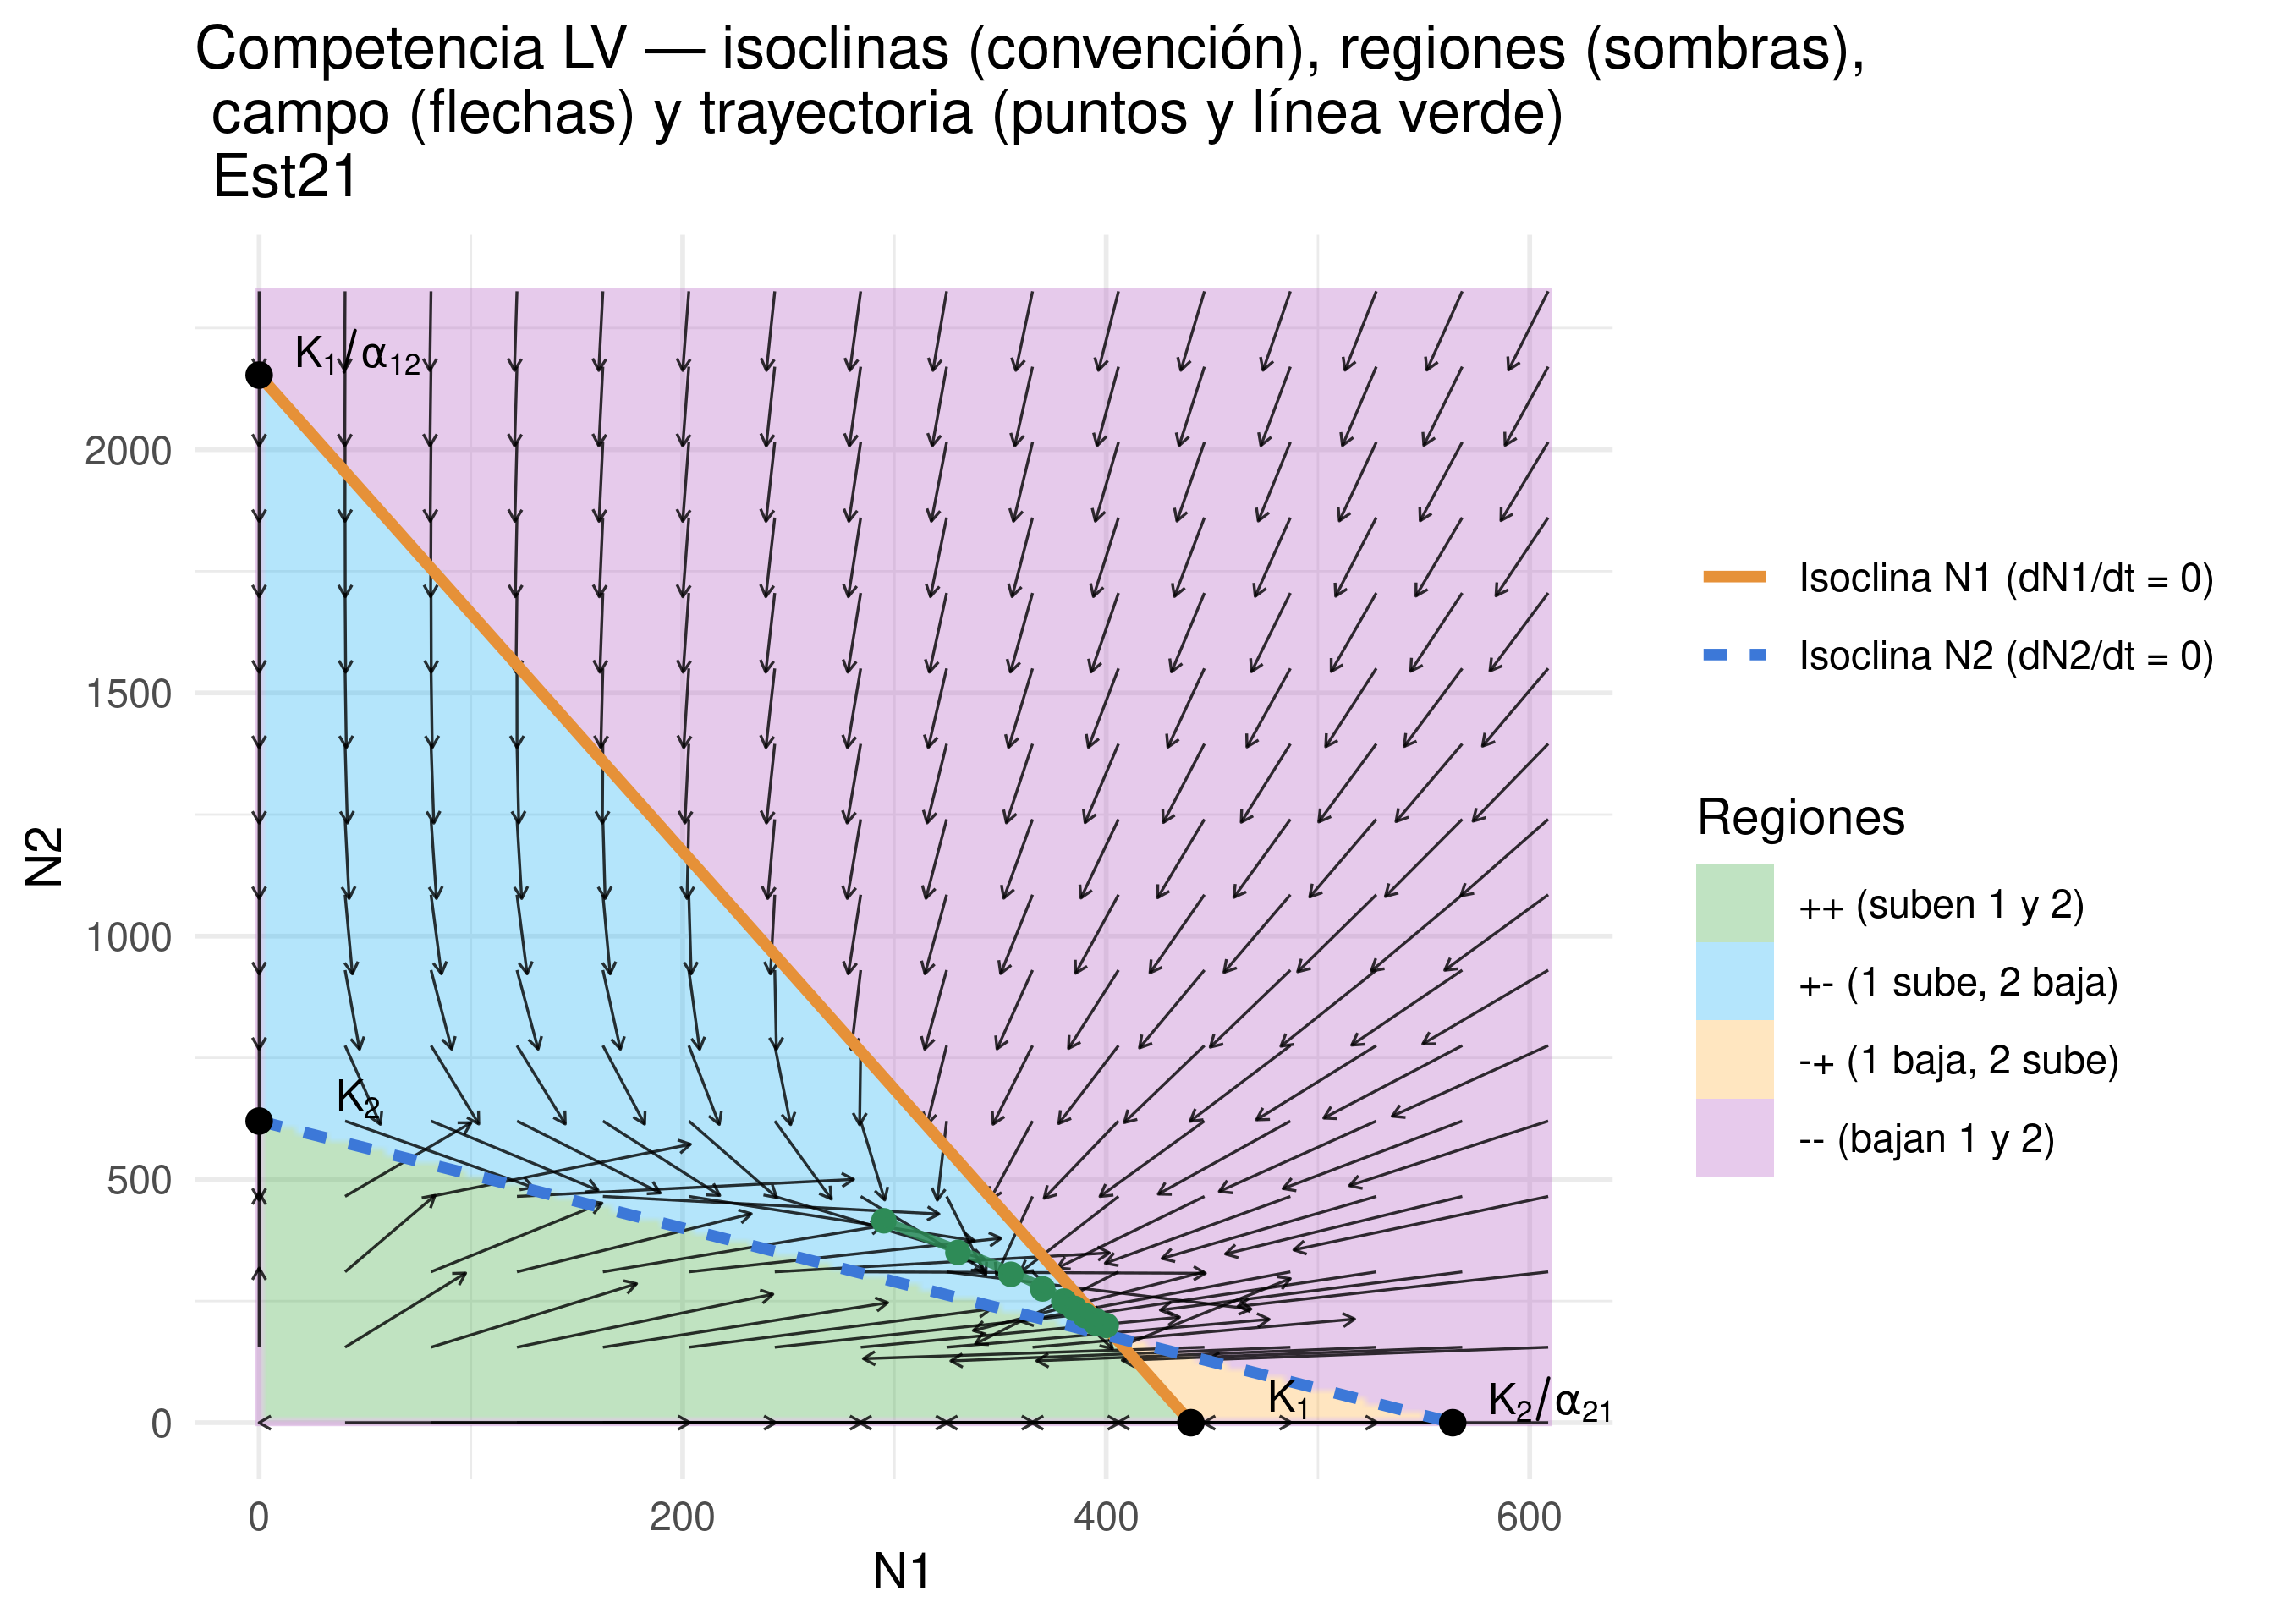 Competencia LV — isoclinas (convención), regiones (sombras),
campo (flechas) y trayectoria (puntos y línea verde)
Est21
K₁/α₁₂
2000
1500
1000
K₂
500
0
K₁
K₂/α₂₁
0
200
400
600
N1
N2
Isoclina N1 (dN1/dt = 0)
Isoclina N2 (dN2/dt = 0)
Regiones
++ (suben 1 y 2)
+- (1 sube, 2 baja)
-+ (1 baja, 2 sube)
-- (bajan 1 y 2)